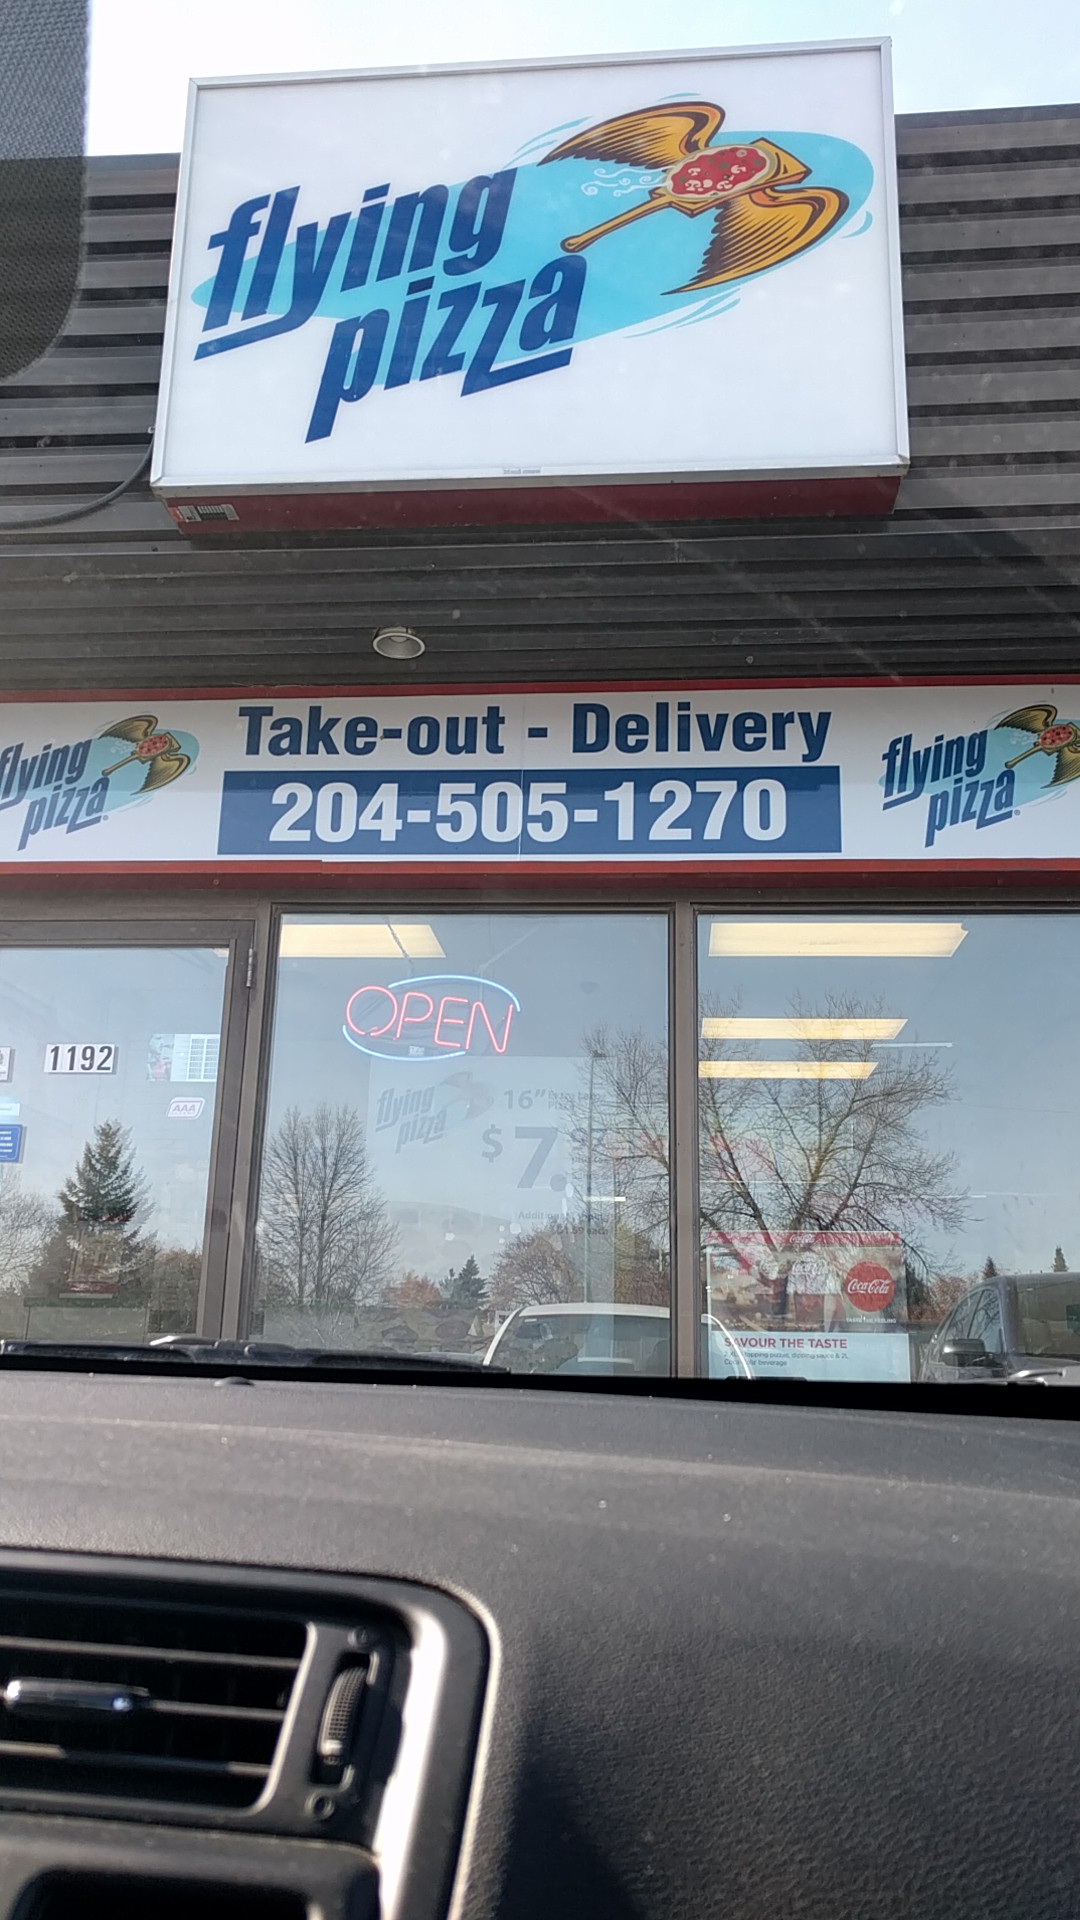 flying
pizza
flying
pizza
Take-out - Delivery
204-505-1270
flying
pizza
OPEN
1192
AAA
flying
pizza
16"
$7.
Coca-Cola
SAVOUR THE TASTE